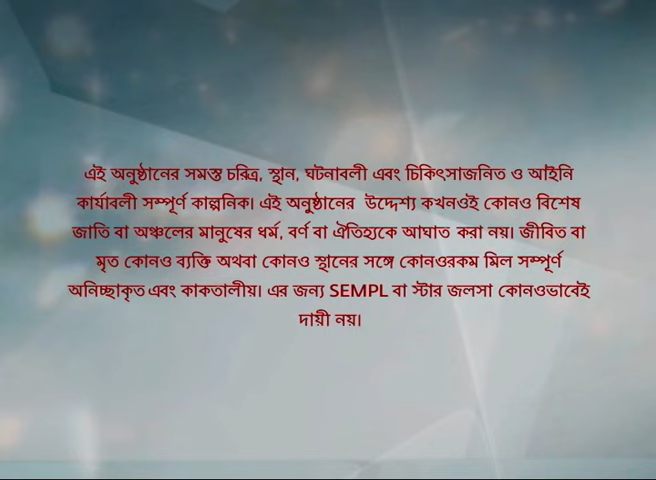 এই অনুষ্ঠানের সমস্ত চরিত্র, স্থান, ঘটনাবলী এবং চিকিৎসাজনিত ও আইনি
কার্যাবলী সম্পূর্ণ কাল্পনিক। এই অনুষ্ঠানের উদ্দেশ্য কখনওই কোনও বিশেষ
জাতি বা অঞ্চলের মানুষের ধর্ম, বর্ণ বা ঐতিহ্যকে আঘাত করা নয়। জীবিত বা
মৃত কোনও ব্যক্তি অথবা কোনও স্থানের সঙ্গে কোনওরকম মিল সম্পূর্ণ
অনিচ্ছাকৃত এবং কাকতালীয়। এর জন্য SEMPL বা স্টার জলসা কোনওভাবেই
দায়ী নয়।